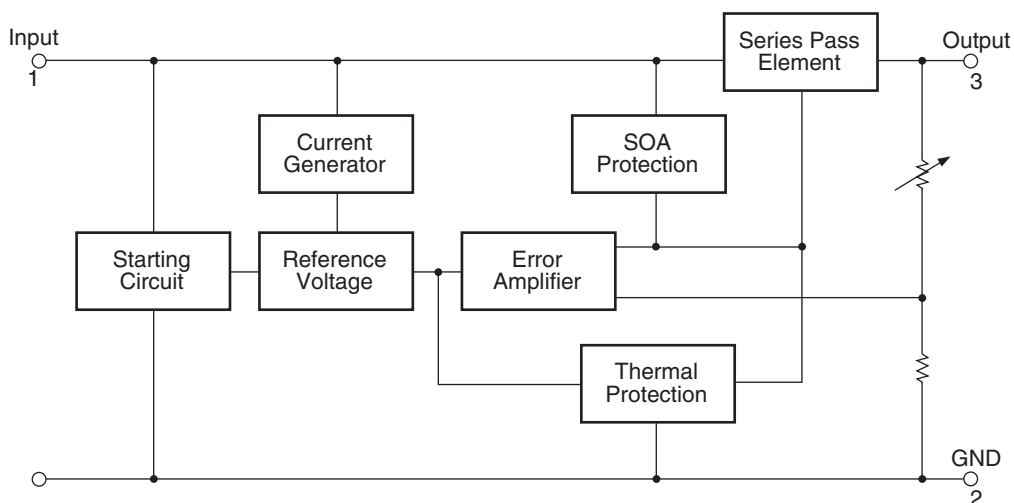 Input
1
Series Pass
Element
Output
3
Current
Generator
SOA
Protection
Starting
Circuit
Reference
Voltage
Error
Amplifier
Thermal
Protection
GND
2